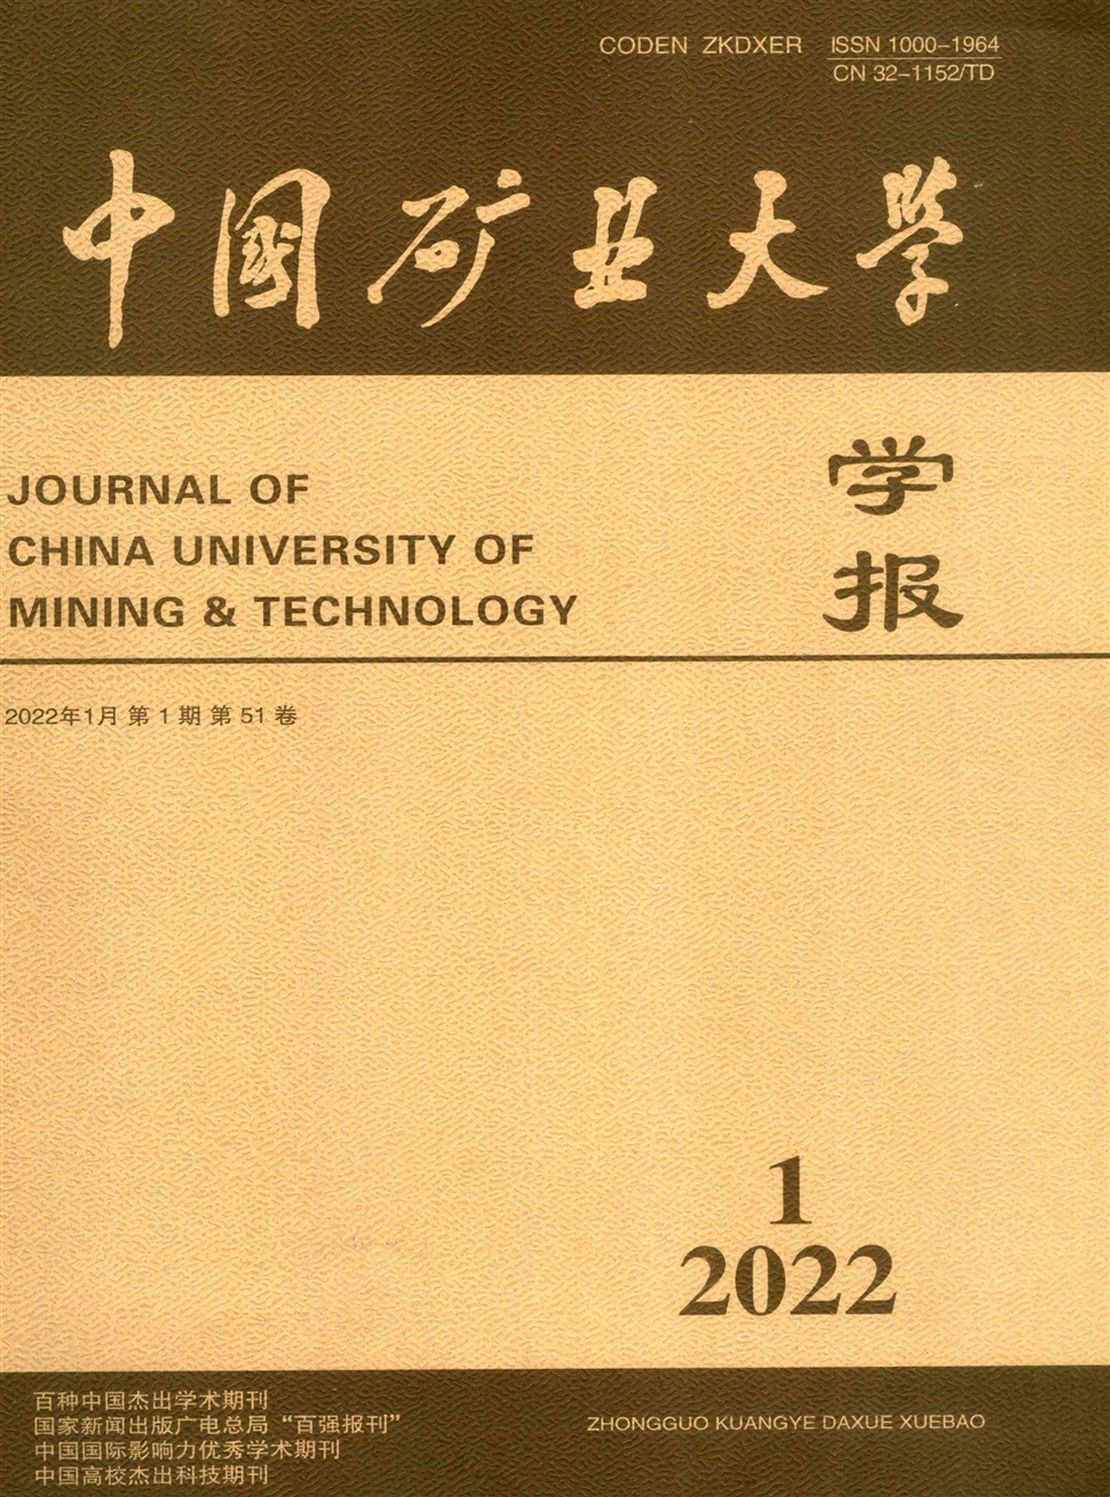 CODEN ZKDXER ISSN 1000-1964
CN 32-1152/TD
中國矿业大学
学
报
JOURNAL OF
CHINA UNIVERSITY OF
MINING & TECHNOLOGY
2022年1月 第 1 期 第 51 卷
1
2022
百种中国杰出学术期刊
国家新闻出版广电总局“百强报刊”
中国国际影响力优秀学术期刊
中国高校杰出科技期刊
ZHONGGUO KUANGYE DAXUE XUEBAO